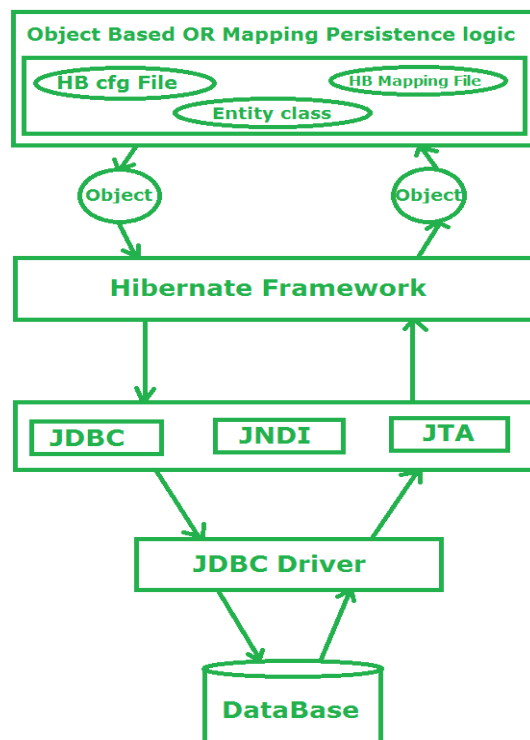 Object Based OR Mapping Persistence logic
HB cfg File
HB Mapping File
Entity class
Object
Object
Hibernate Framework
JDBC
JNDI
JTA
JDBC Driver
DataBase